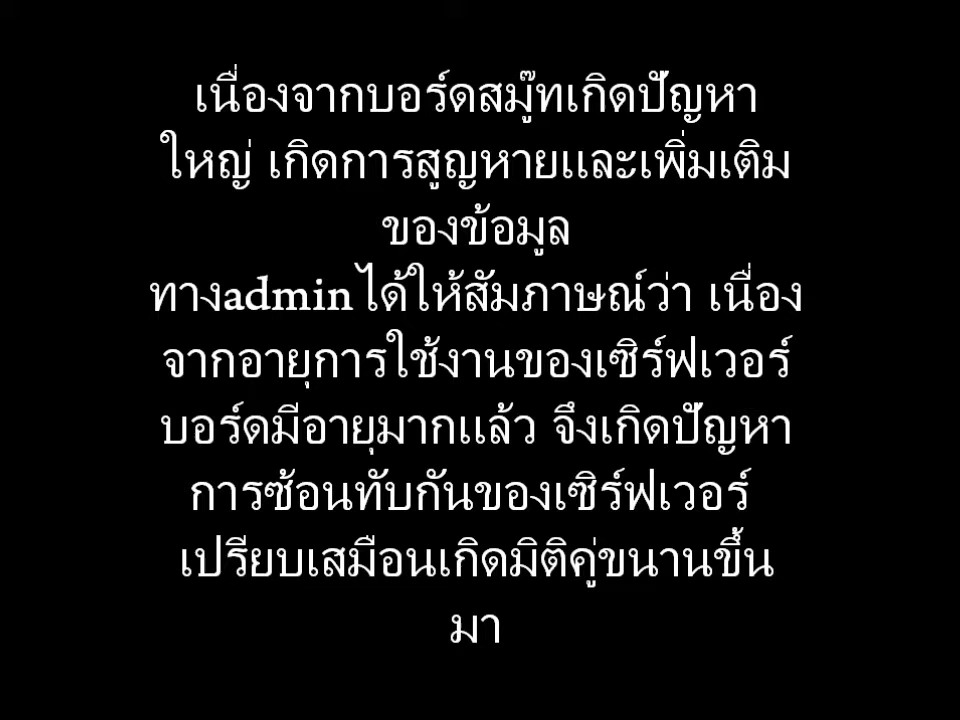 เนื่องจากบอร์ดสมู๊ทเกิดปัญหา
ใหญ่ เกิดการสูญหายและเพิ่มเติม
ของข้อมูล
ทางadminได้ให้สัมภาษณ์ว่า เนื่อง
จากอายุการใช้งานของเซิร์ฟเวอร์
บอร์ดมีอายุมากแล้ว จึงเกิดปัญหา
การซ้อนทับกันของเซิร์ฟเวอร์
เปรียบเสมือนเกิดมิติคู่ขนานขึ้น
มา